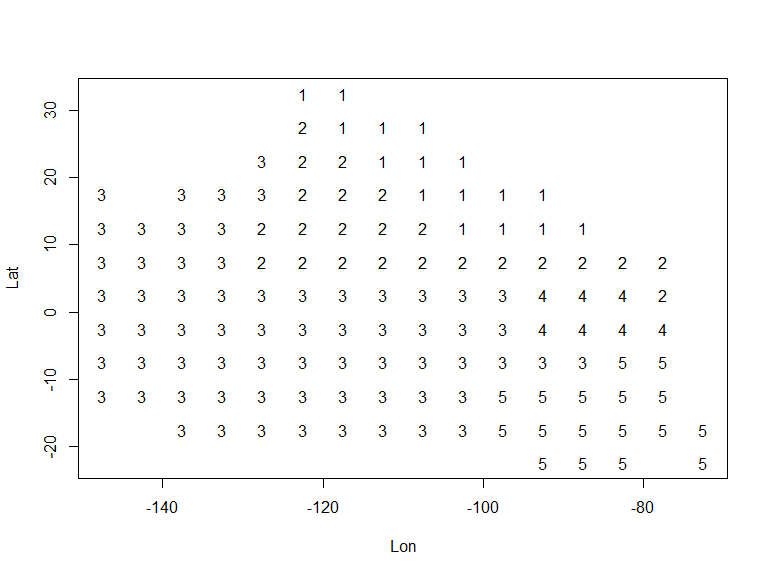 1 1
30
2 1 1 1
3 2 2 1 1 1
20
3 3 3 3 2 2 2 1 1 1 1
3 3 3 3 2 2 2 2 2 1 1 1 1
10
3 3 3 3 2 2 2 2 2 2 2 2 2 2 2
Lat
3 3 3 3 3 3 3 3 3 3 3 4 4 4 2
0
3 3 3 3 3 3 3 3 3 3 3 4 4 4 4
3 3 3 3 3 3 3 3 3 3 3 3 3 5 5
-10
3 3 3 3 3 3 3 3 3 3 5 5 5 5 5
3 3 3 3 3 3 3 3 5 5 5 5 5 5
-20
5 5 5 5
-140 -120 -100 -80
Lon